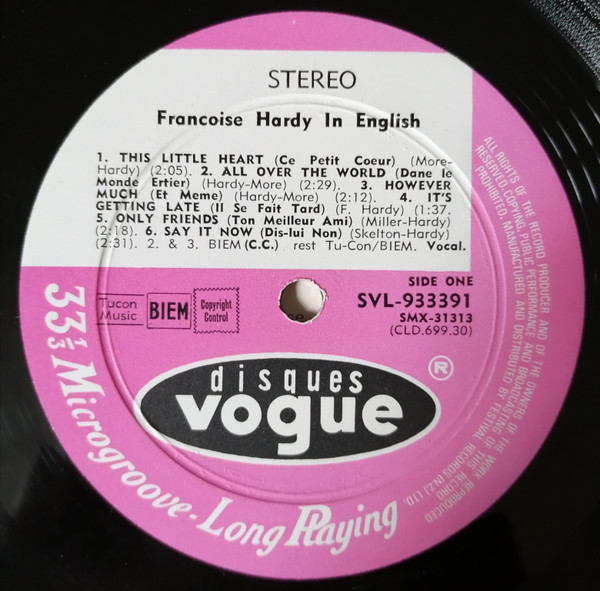 STEREO
Francoise Hardy In English
1. THIS LITTLE HEART (Ce Petit Coeur) (More-
Hardy) (2:05). 2. ALL OVER THE WORLD (Dane le
Monde Ertier) (Hardy-More) (2:29). 3. HOWEVER
MUCH (Et Meme) (Hardy-More) (2:12). 4. IT'S
GETTING LATE (Il Se Fait Tard) (F. Hardy) (1:37.
5. ONLY FRIENDS (Ton Meilleur Ami) (Miller-Hardy)
(2:18). 6. SAY IT NOW (Dis-lui Non) (Skelton-Hardy)
(2:31). 2. & 3. BIEM (C.C.) rest Tu-Con/BIEM. Vocal.
SIDE ONE
SVL-933391
SMX-31313
(CLD.699.30)
Tucon
Music
BIEM
Copyright
Control
disques
vogue
®
33⅓ Microgroove - Long Playing
ALL RIGHTS OF THE RECORD PRODUCER AND OF THE OWNERS OF THE WORK REPRODUCED
RESERVED. COPYING, PUBLIC PERFORMANCE AND BROADCASTING OF THIS RECORD
PROHIBITED. MANUFACTURED AND DISTRIBUTED BY FESTIVAL RECORDS (N.Z.) LTD.